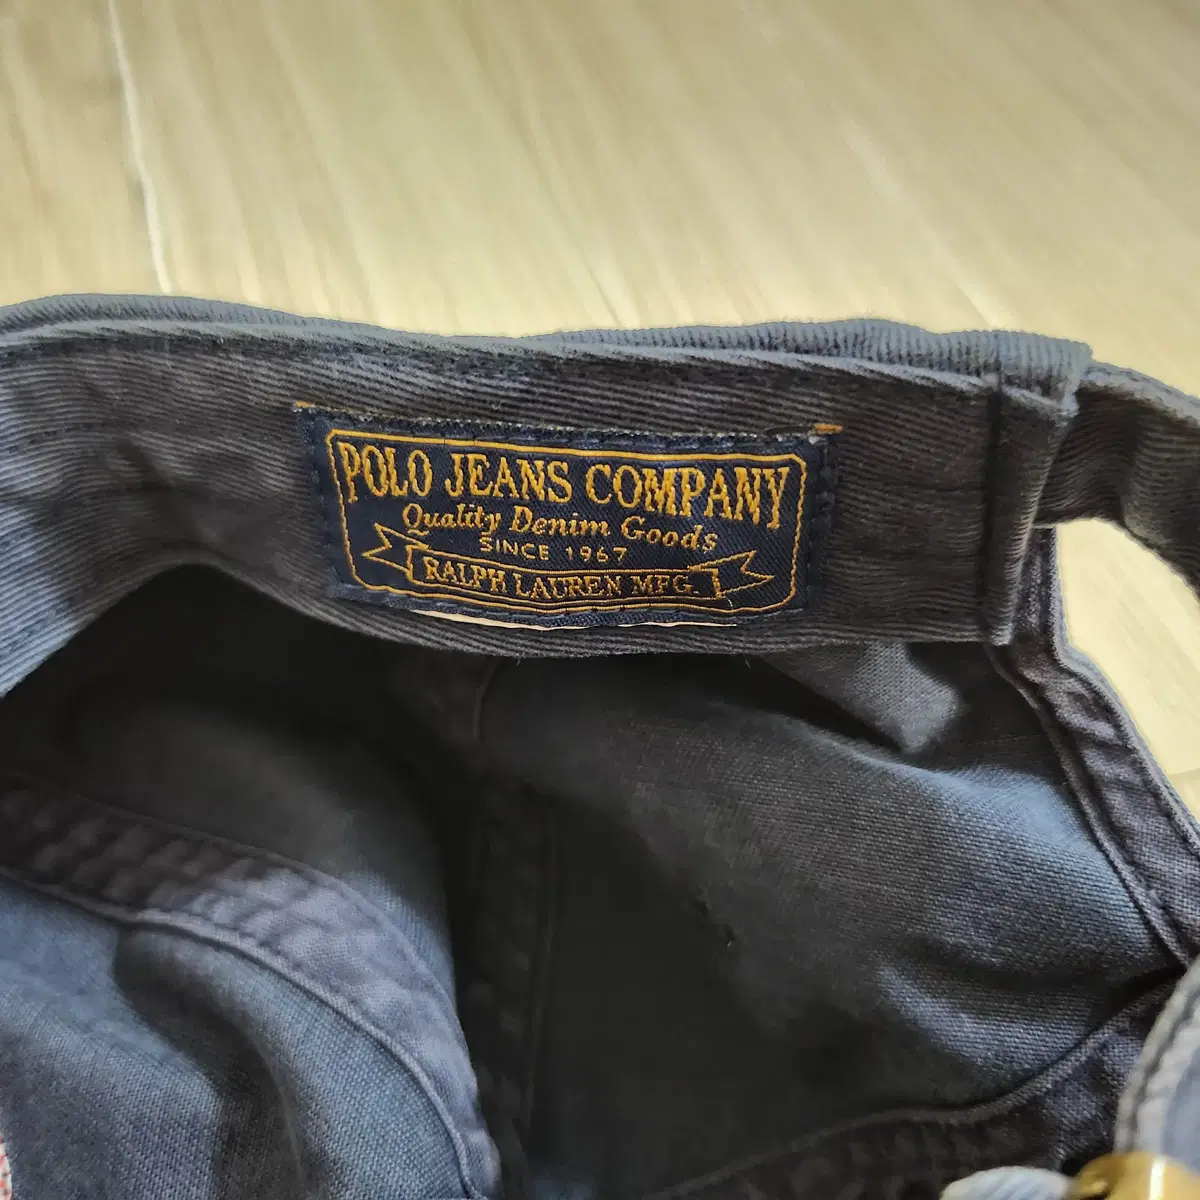 POLO JEANS COMPANY
Quality Denim Goods
SINCE 1967
RALPH LAUREN MFG.